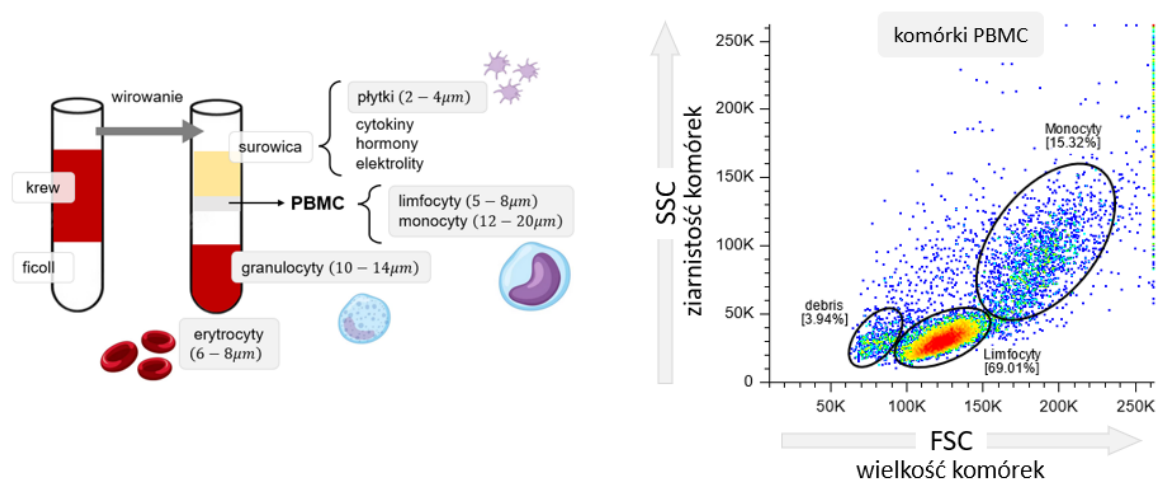 wirowanie
krew
ficoll
surowica
płytki (2 − 4μm)
cytokiny
hormony
elektrolity
PBMC
limfocyty (5 − 8μm)
monocyty (12 − 20μm)
granulocyty (10 − 14μm)
erytrocyty
(6 − 8μm)
komórki PBMC
SSC
ziarnistość komórek
250K
200K
150K
100K
50K
0
Monocyty
[15.32%]
debris
[3.94%]
Limfocyty
[69.01%]
50K
100K
150K
200K
250K
FSC
wielkość komórek